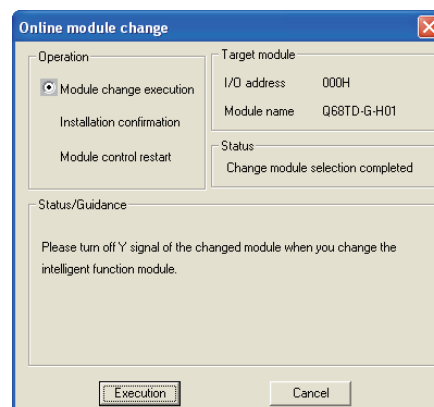 Online module change
Operation
Module change execution
Installation confirmation
Module control restart
Target module
I/O address 000H
Module name Q68TD-G-H01
Status
Change module selection completed
Status/Guidance
Please turn off Y signal of the changed module when you change the
intelligent function module.
Execution Cancel